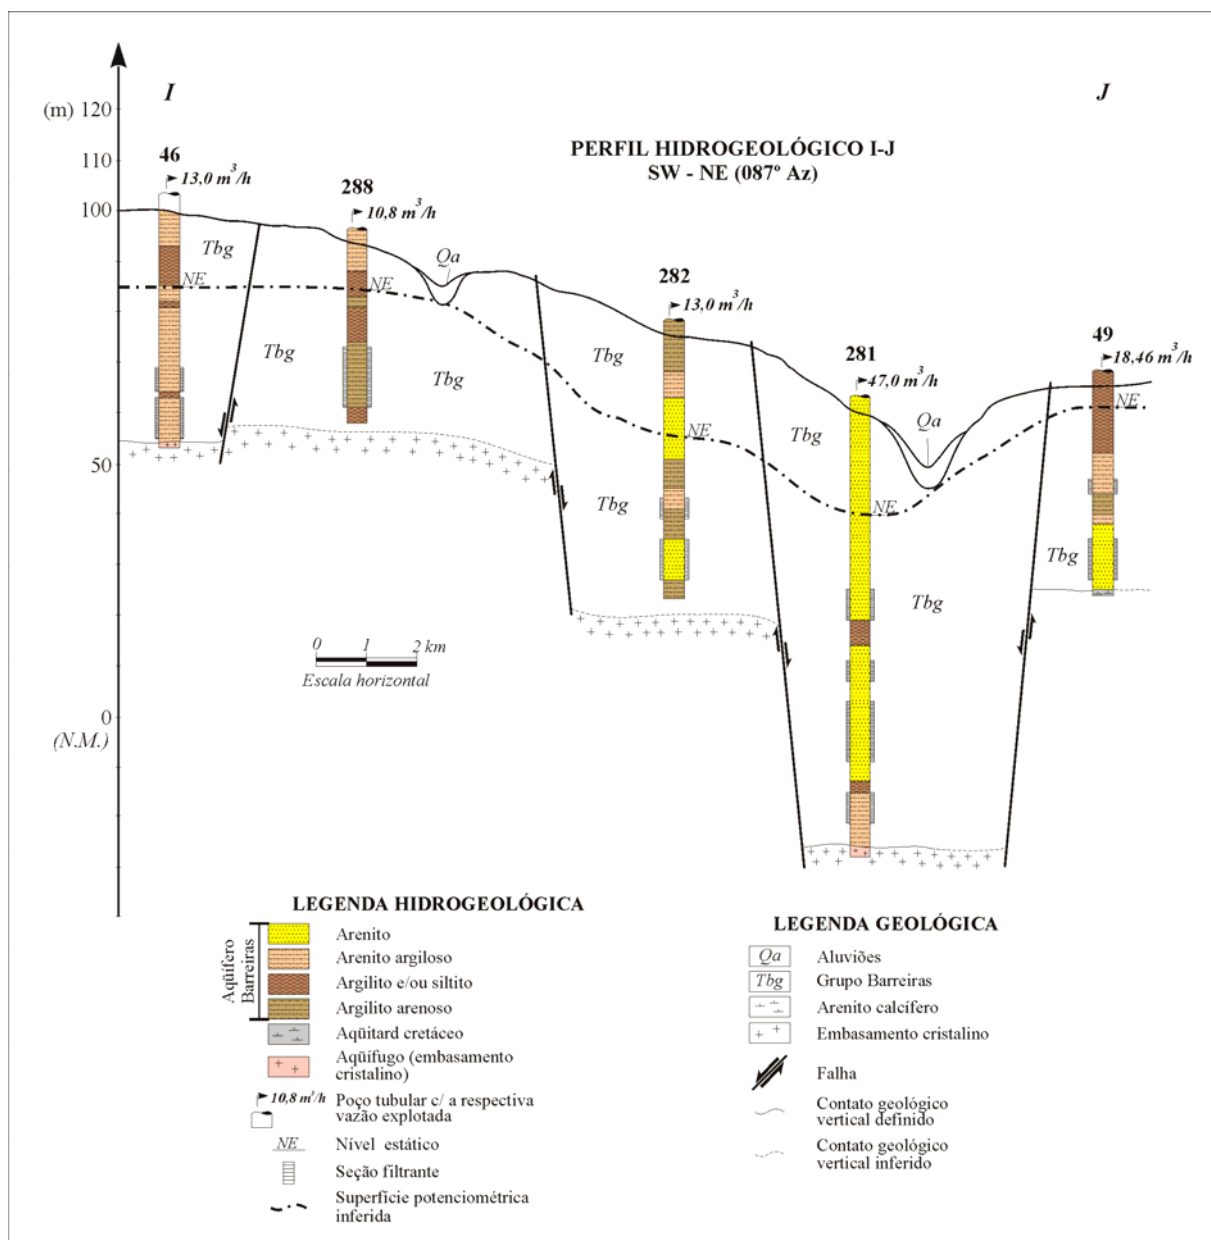 I
J
(m) 120
110
100
50
0
(N.M.)
PERFIL HIDROGEOLÓGICO I-J
SW - NE (087º Az)
46
13,0 m³/h
288
10,8 m³/h
282
13,0 m³/h
281
47,0 m³/h
49
18,46 m³/h
Tbg
Qa
NE
NE
Tbg
Tbg
Tbg
NE
Tbg
Tbg
Qa
NE
Tbg
NE
Tbg
0 1 2 km
Escala horizontal
LEGENDA HIDROGEOLÓGICA
Aqüífero
Barreiras
Arenito
Arenito argiloso
Argilito e/ou siltito
Argilito arenoso
Aqüitard cretáceo
Aqüífugo (embasamento
cristalino)
10,8 m³/h Poço tubular c/ a respectiva
vazão explotada
NE Nível estático
Seção filtrante
Superfície potenciométrica
inferida
LEGENDA GEOLÓGICA
Qa Aluviões
Tbg Grupo Barreiras
Arenito calcífero
Embasamento cristalino
Falha
Contato geológico
vertical definido
Contato geológico
vertical inferido